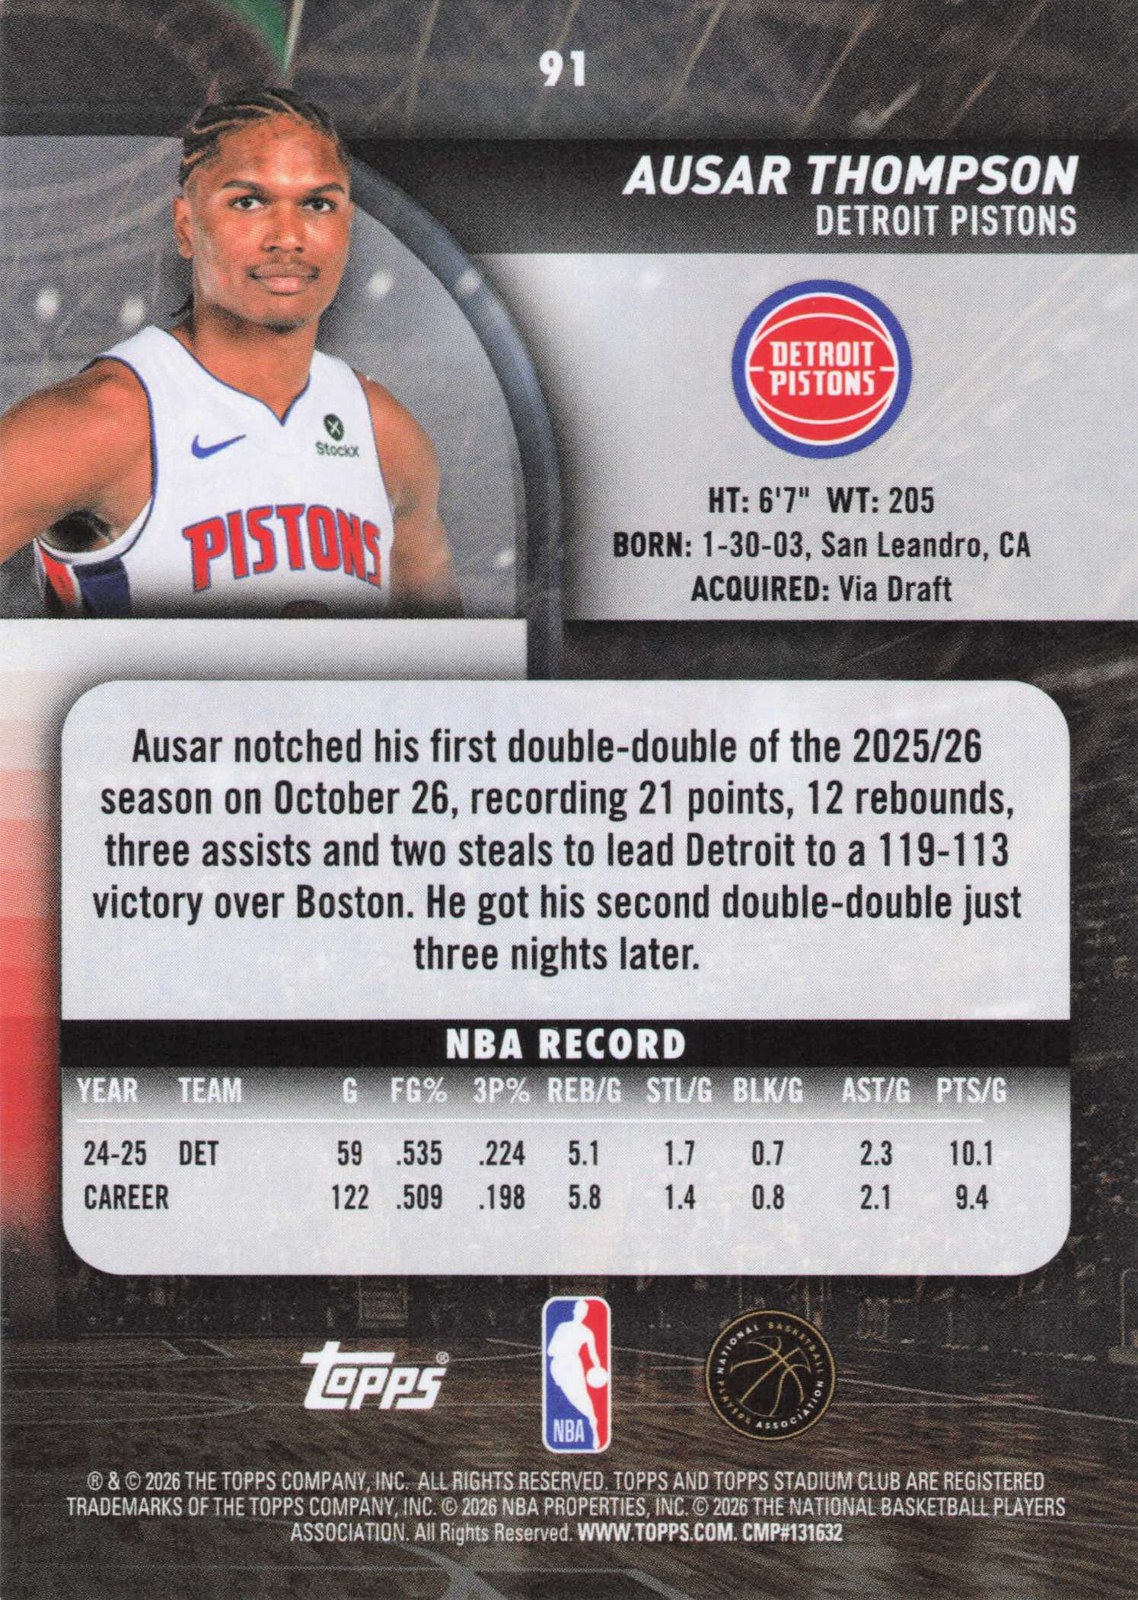 91
AUSAR THOMPSON
DETROIT PISTONS
DETROIT
PISTONS
StockX
PISTONS
HT: 6'7" WT: 205
BORN: 1-30-03, San Leandro, CA
ACQUIRED: Via Draft
Ausar notched his first double-double of the 2025/26
season on October 26, recording 21 points, 12 rebounds,
three assists and two steals to lead Detroit to a 119-113
victory over Boston. He got his second double-double just
three nights later.
NBA RECORD
YEAR TEAM G FG% 3P% REB/G STL/G BLK/G AST/G PTS/G
24-25 DET 59 .535 .224 5.1 1.7 0.7 2.3 10.1
CAREER 122 .509 .198 5.8 1.4 0.8 2.1 9.4
Topps®
NBA
NATIONAL BASKETBALL PLAYERS ASSOCIATION
® & © 2026 THE TOPPS COMPANY, INC. ALL RIGHTS RESERVED. TOPPS AND TOPPS STADIUM CLUB ARE REGISTERED
TRADEMARKS OF THE TOPPS COMPANY, INC. © 2026 NBA PROPERTIES, INC. © 2026 THE NATIONAL BASKETBALL PLAYERS
ASSOCIATION. All Rights Reserved. WWW.TOPPS.COM. CMP#131632